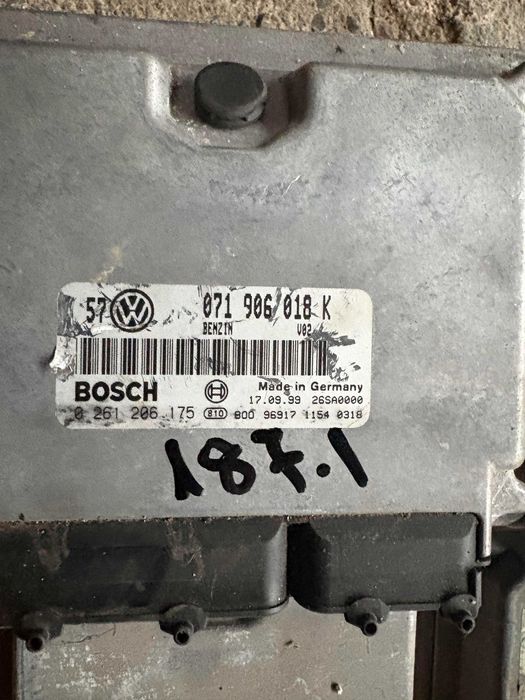 57 VW 071 906 018 K
BENZIN V02
BOSCH Made in Germany
17.09.99 26SA0000
0 261 206 175 810 800 96917 1154 0318
187.1